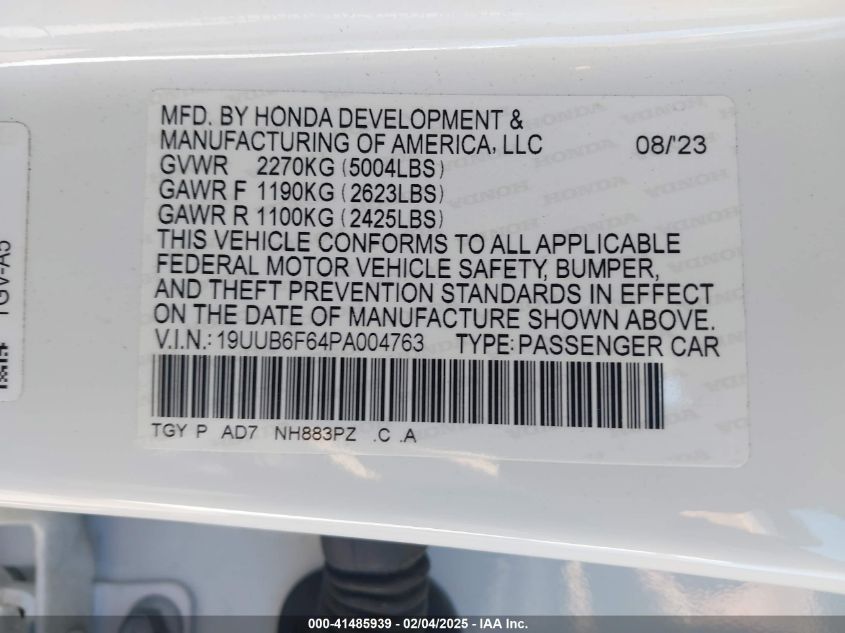 MFD. BY HONDA DEVELOPMENT &
MANUFACTURING OF AMERICA, LLC 08/'23
GVWR 2270KG (5004LBS)
GAWR F 1190KG (2623LBS)
GAWR R 1100KG (2425LBS)
THIS VEHICLE CONFORMS TO ALL APPLICABLE
FEDERAL MOTOR VEHICLE SAFETY, BUMPER,
AND THEFT PREVENTION STANDARDS IN EFFECT
ON THE DATE OF MANUFACTURE SHOWN ABOVE.
V.I.N.: 19UUB6F64PA004763 TYPE: PASSENGER CAR
TGY P AD7 NH883PZ .C .A
TGV-A5
HONDA
000-41485939 - 02/04/2025 - IAA Inc.